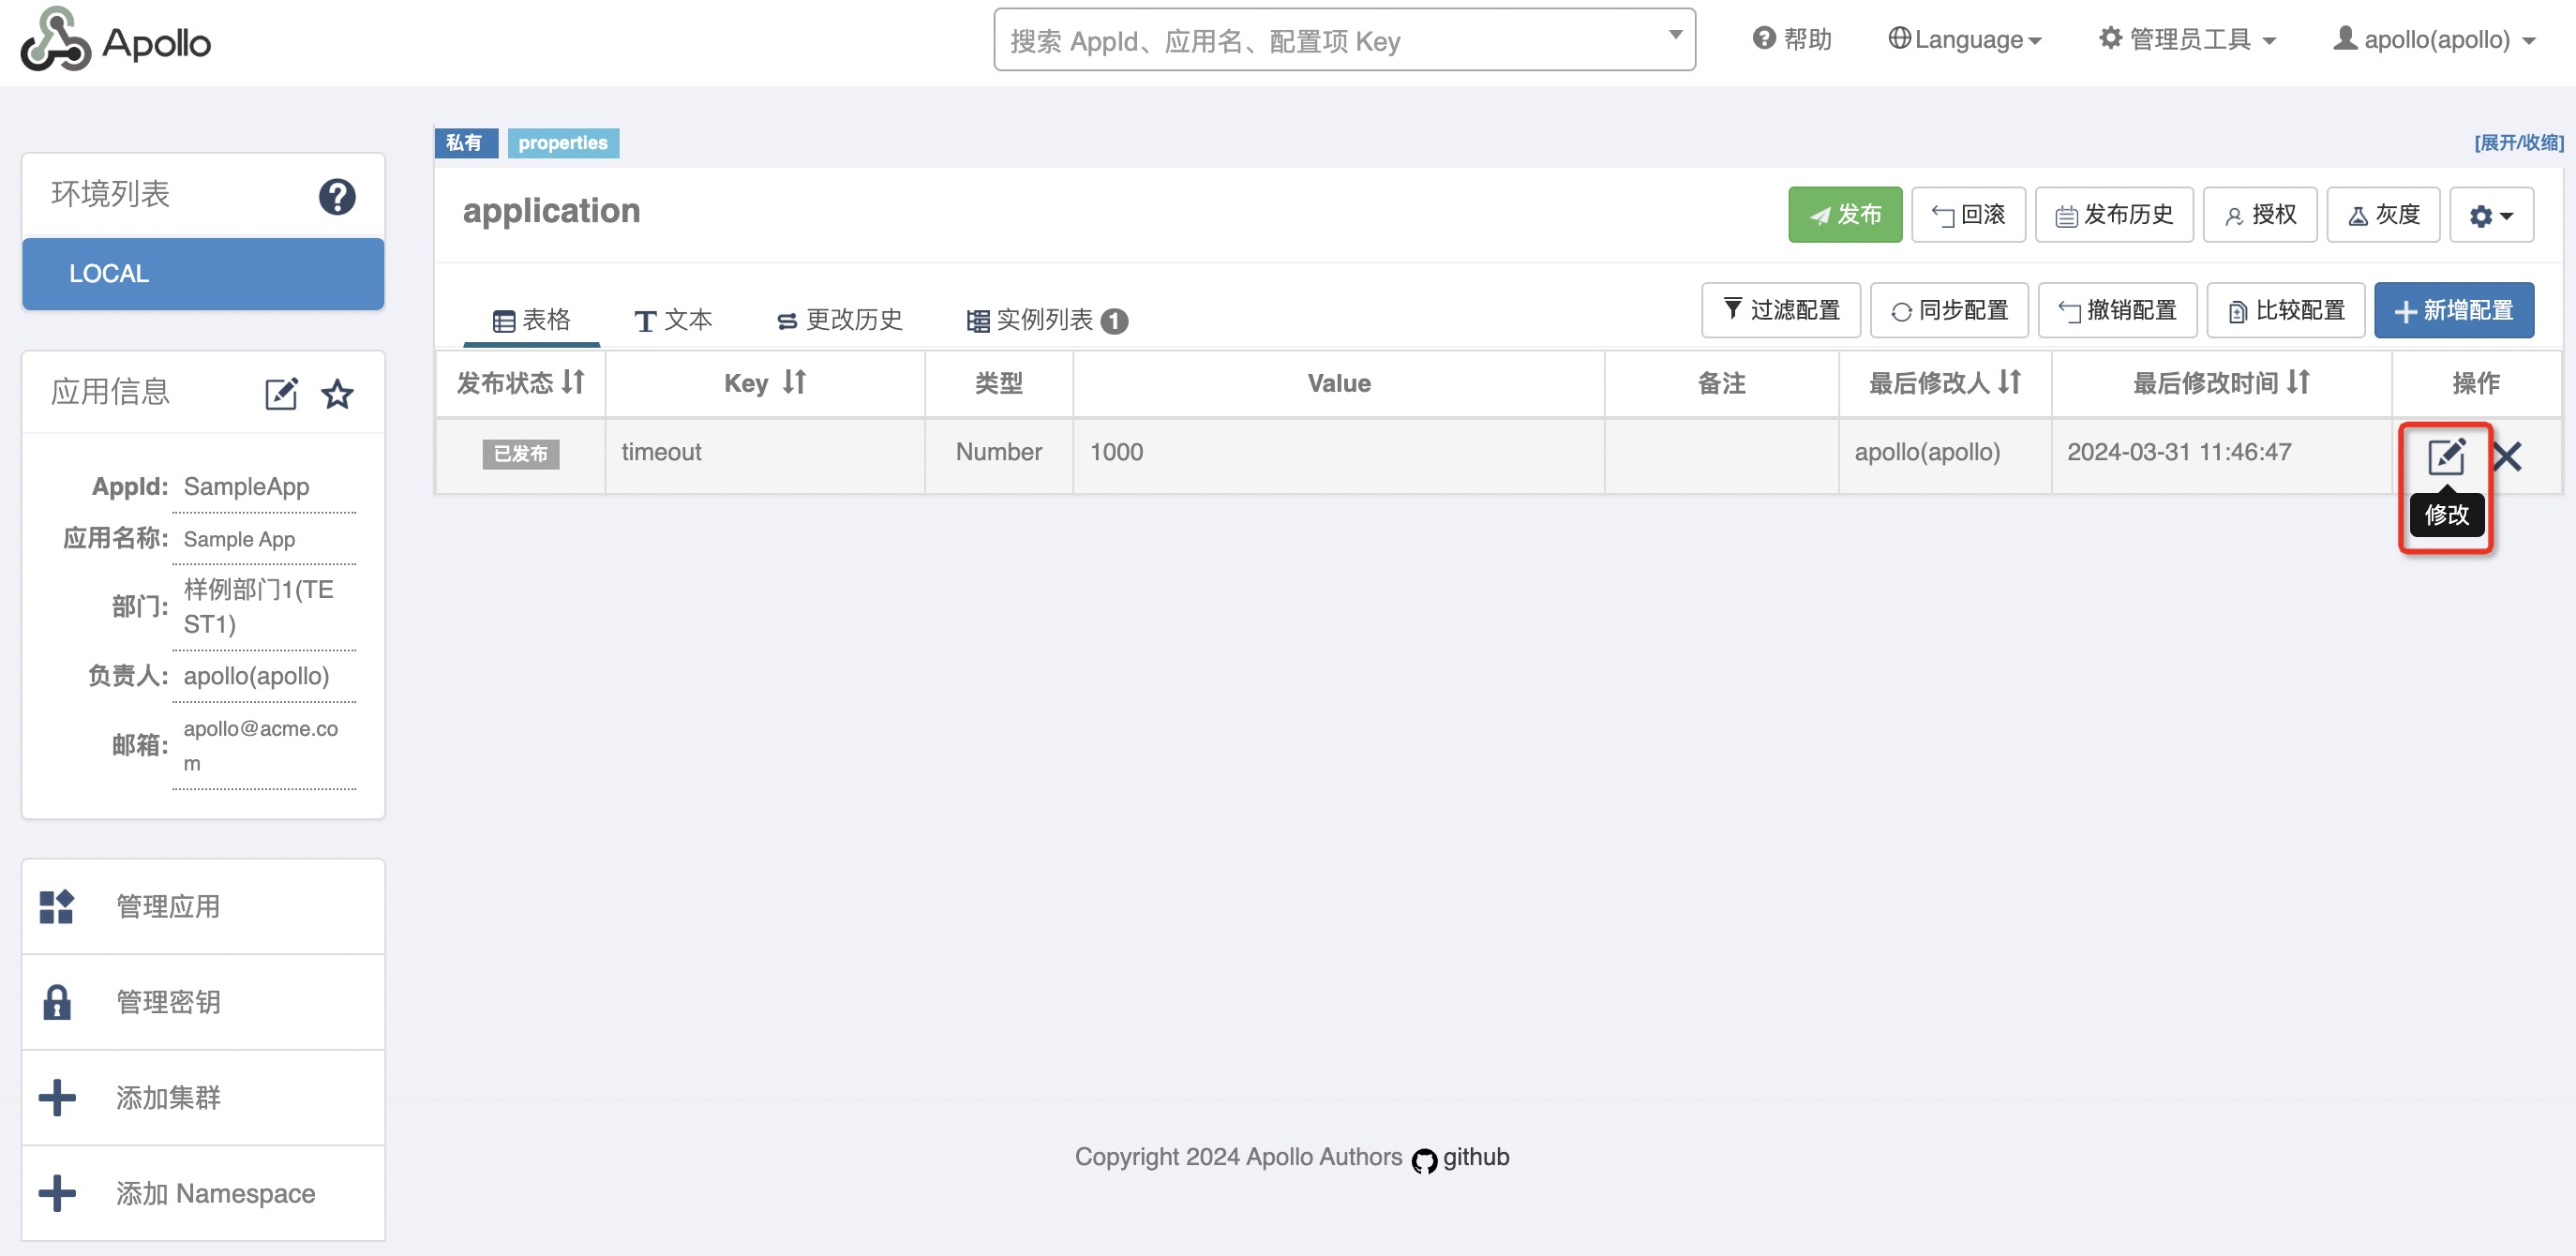 Apollo
搜索 AppId、应用名、配置项 Key
帮助
Language
管理员工具
apollo(apollo)
私有
properties
[展开/收缩]
环境列表
LOCAL
application
发布
回滚
发布历史
授权
灰度
表格
文本
更改历史
实例列表 1
过滤配置
同步配置
撤销配置
比较配置
新增配置
发布状态 Key 类型 Value 备注 最后修改人 最后修改时间 操作
已发布 timeout Number 1000 apollo(apollo) 2024-03-31 11:46:47
修改
应用信息
AppId: SampleApp
应用名称: Sample App
部门: 样例部门1(TE
ST1)
负责人: apollo(apollo)
邮箱: apollo@acme.co
m
管理应用
管理密钥
添加集群
添加 Namespace
Copyright 2024 Apollo Authors github